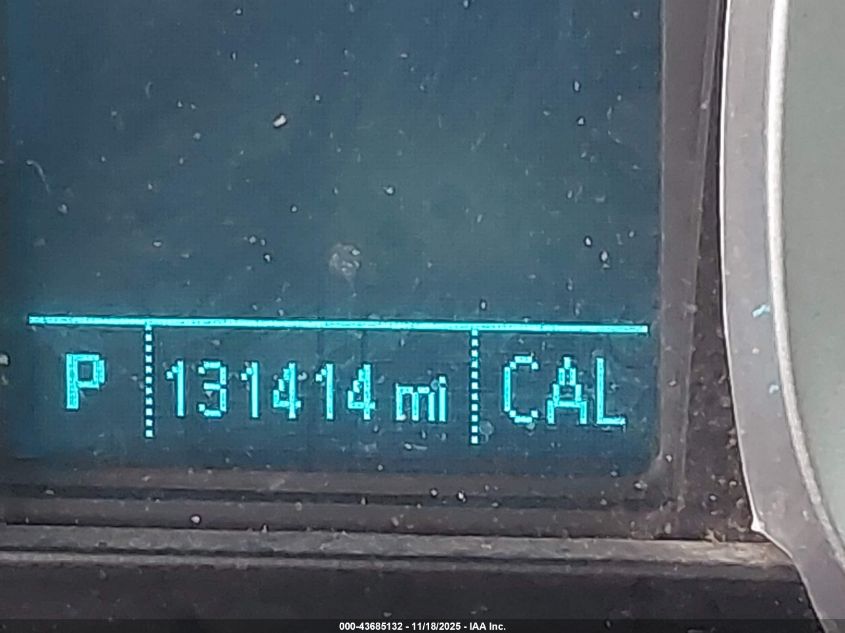 P 131414 mi CAL
000-43685132 - 11/18/2025 - IAA Inc.